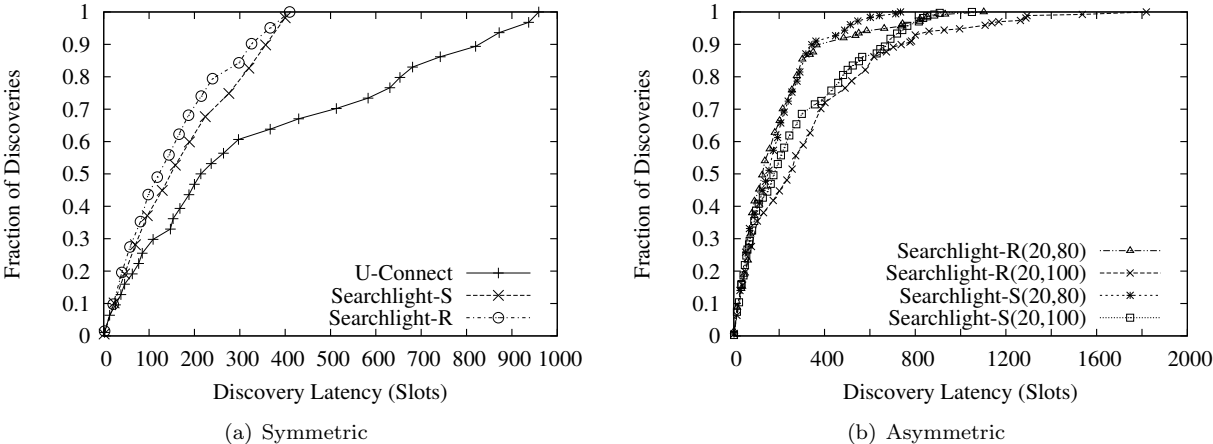 1
0.9
0.8
0.7
0.6
0.5
0.4
0.3
0.2
0.1
0
Fraction of Discoveries
U-Connect
Searchlight-S
Searchlight-R
0 100 200 300 400 500 600 700 800 900 1000
Discovery Latency (Slots)
(a) Symmetric
1
0.9
0.8
0.7
0.6
0.5
0.4
0.3
0.2
0.1
0
Fraction of Discoveries
Searchlight-R(20,80)
Searchlight-R(20,100)
Searchlight-S(20,80)
Searchlight-S(20,100)
0 400 800 1200 1600 2000
Discovery Latency (Slots)
(b) Asymmetric